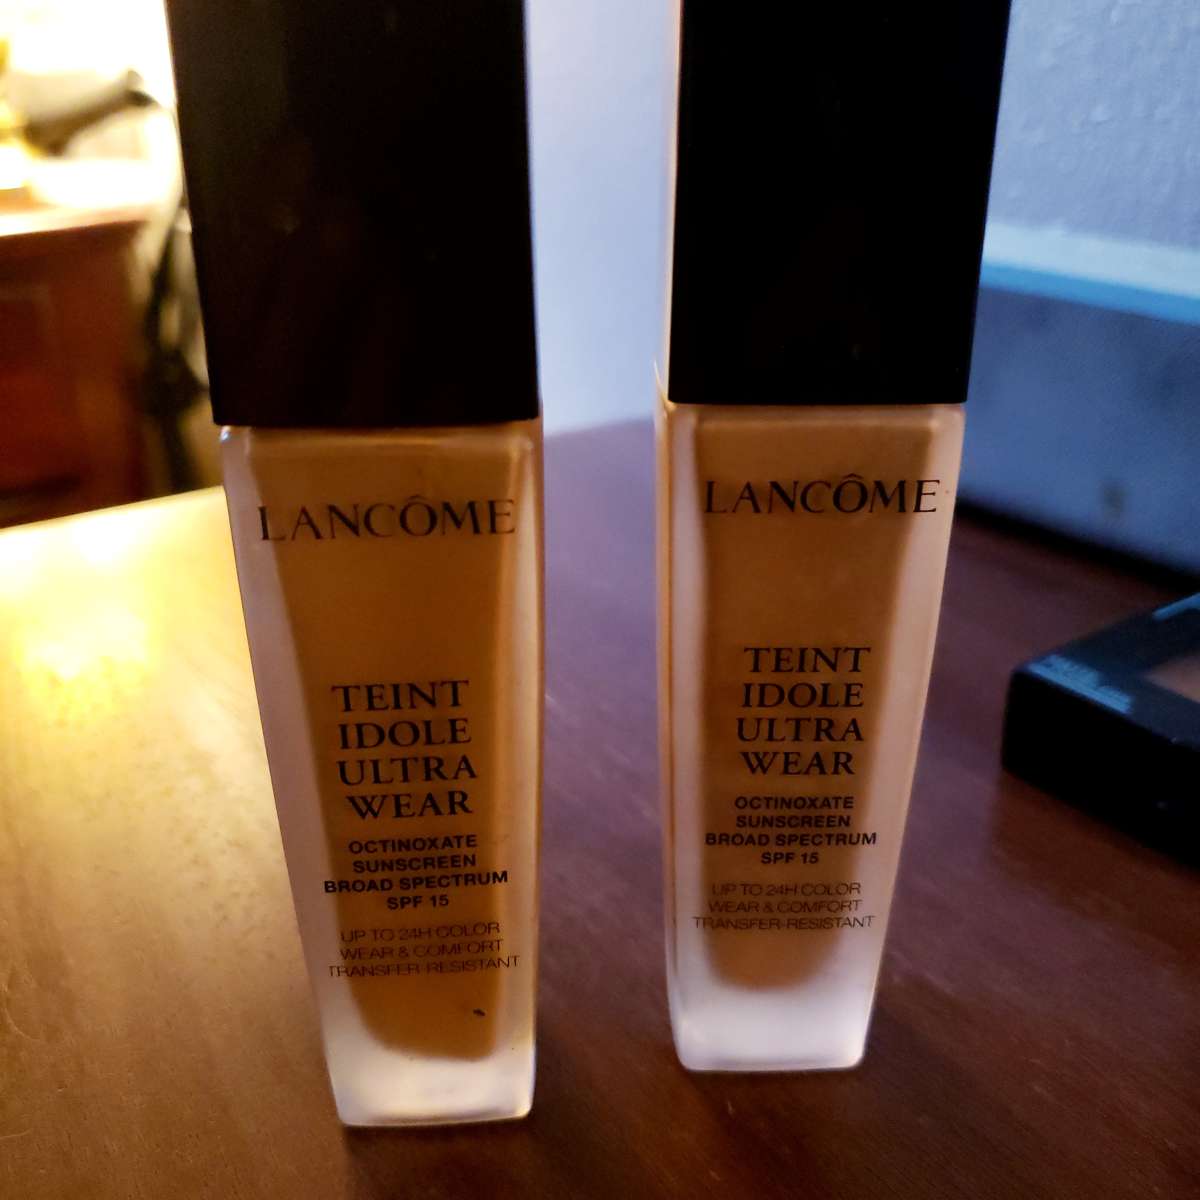 LANCÔME
TEINT
IDOLE
ULTRA
WEAR
OCTINOXATE
SUNSCREEN
BROAD SPECTRUM
SPF 15
UP TO 24H COLOR
WEAR & COMFORT
TRANSFER-RESISTANT
LANCÔME
TEINT
IDOLE
ULTRA
WEAR
OCTINOXATE
SUNSCREEN
BROAD SPECTRUM
SPF 15
UP TO 24H COLOR
WEAR & COMFORT
TRANSFER-RESISTANT